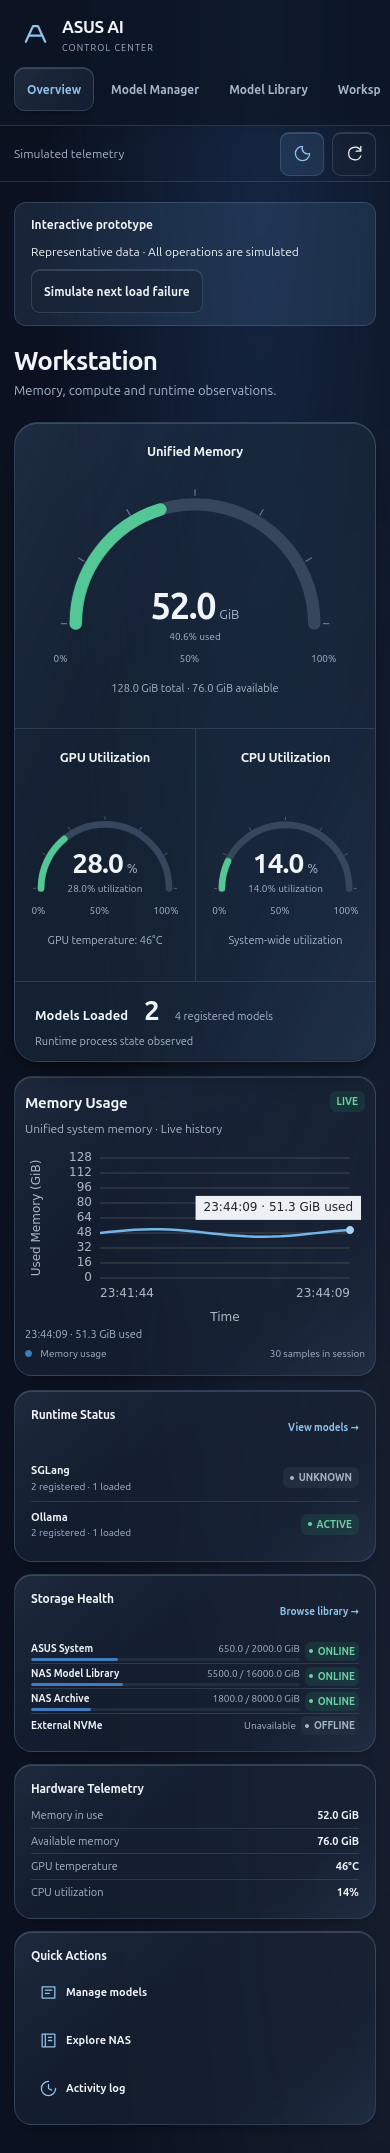 ASUS AI
CONTROL CENTER
Overview Model Manager Model Library Worksp
Simulated telemetry
Interactive prototype
Representative data · All operations are simulated
Simulate next load failure
Workstation
Memory, compute and runtime observations.
Unified Memory
52.0 GiB
40.6% used
0% 50% 100%
128.0 GiB total · 76.0 GiB available
GPU Utilization
28.0 %
28.0% utilization
0% 50% 100%
GPU temperature: 46°C
CPU Utilization
14.0 %
14.0% utilization
0% 50% 100%
System-wide utilization
Models Loaded 2 4 registered models
Runtime process state observed
Memory Usage LIVE
Unified system memory · Live history
Used Memory (GiB)
128
112
96
80
64
48
32
16
0
23:44:09 · 51.3 GiB used
23:41:44 23:44:09
Time
23:44:09 · 51.3 GiB used
Memory usage 30 samples in session
Runtime Status
View models →
SGLang
2 registered · 1 loaded
UNKNOWN
Ollama
2 registered · 1 loaded
ACTIVE
Storage Health
Browse library →
ASUS System 650.0 / 2000.0 GiB ONLINE
NAS Model Library 5500.0 / 16000.0 GiB ONLINE
NAS Archive 1800.0 / 8000.0 GiB ONLINE
External NVMe Unavailable OFFLINE
Hardware Telemetry
Memory in use 52.0 GiB
Available memory 76.0 GiB
GPU temperature 46°C
CPU utilization 14%
Quick Actions
Manage models
Explore NAS
Activity log